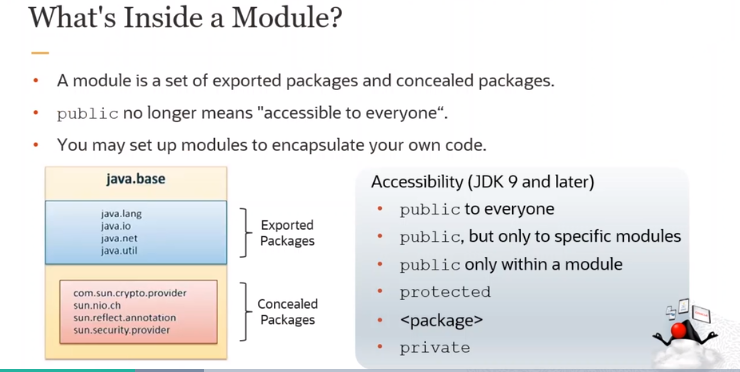 What's Inside a Module?
• A module is a set of exported packages and concealed packages.
• public no longer means "accessible to everyone“.
• You may set up modules to encapsulate your own code.
java.base
java.lang
java.io
java.net
java.util
Exported
Packages
com.sun.crypto.provider
sun.nio.ch
sun.reflect.annotation
sun.security.provider
Concealed
Packages
Accessibility (JDK 9 and later)
• public to everyone
• public, but only to specific modules
• public only within a module
• protected
• <package>
• private